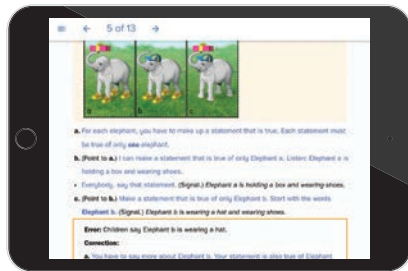 5 of 13
a b c
a. For each elephant, you have to make up a statement that is true. Each statement must
be true of only one elephant.
b. (Point to a.) I can make a statement that is true of only Elephant a. Listen: Elephant a is
holding a box and wearing shoes.
• Everybody, say that statement. (Signal.) Elephant a is holding a box and wearing shoes.
c. (Point to b.) Make a statement that is true of only Elephant b. Start with the words
Elephant b. (Signal.) Elephant b is wearing a hat and wearing shoes.
Error: Children say Elephant b is wearing a hat.
Correction:
a. You have to say more about Elephant b. Your statement is also true of Elephant